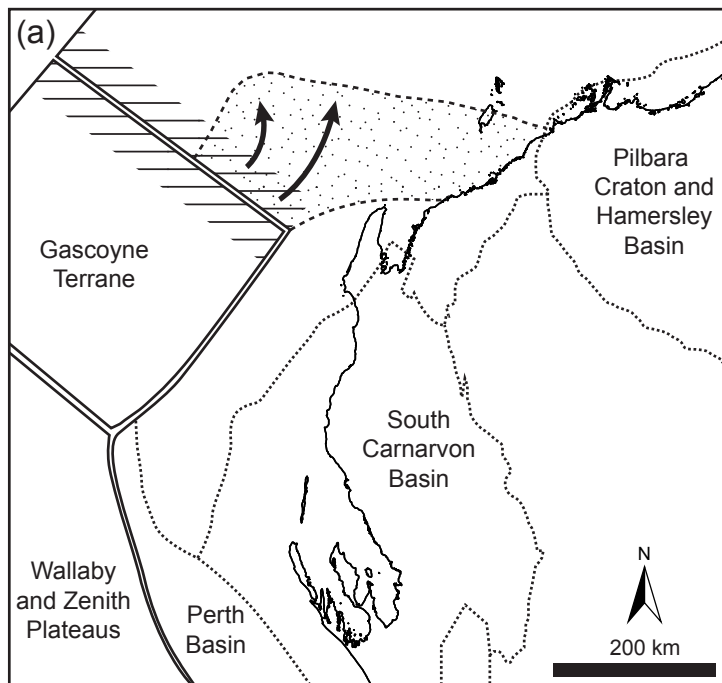 (a)
Pilbara
Craton and
Hamersley
Basin
Gascoyne
Terrane
South
Carnarvon
Basin
Wallaby
and Zenith
Plateaus
Perth
Basin
N
200 km